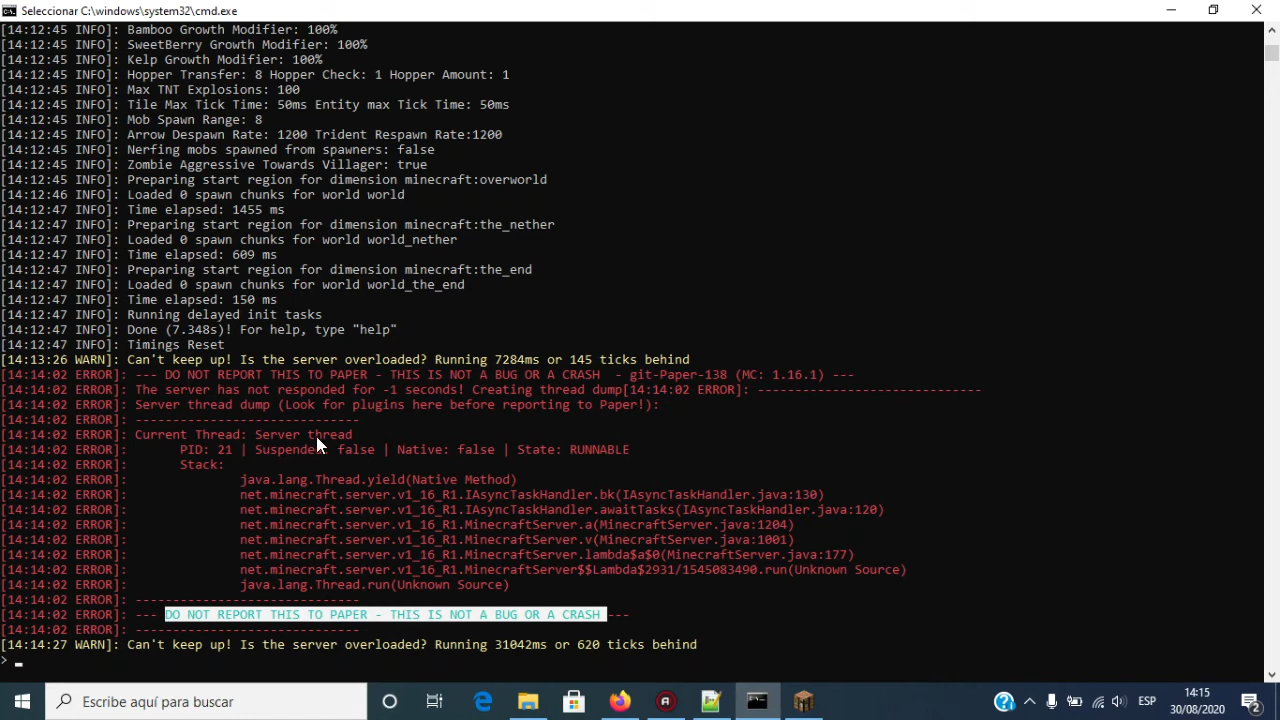 Seleccionar C:\windows\system32\cmd.exe
[14:12:45 INFO]: Bamboo Growth Modifier: 100%
[14:12:45 INFO]: SweetBerry Growth Modifier: 100%
[14:12:45 INFO]: Kelp Growth Modifier: 100%
[14:12:45 INFO]: Hopper Transfer: 8 Hopper Check: 1 Hopper Amount: 1
[14:12:45 INFO]: Max TNT Explosions: 100
[14:12:45 INFO]: Tile Max Tick Time: 50ms Entity max Tick Time: 50ms
[14:12:45 INFO]: Mob Spawn Range: 8
[14:12:45 INFO]: Arrow Despawn Rate: 1200 Trident Respawn Rate:1200
[14:12:45 INFO]: Nerfing mobs spawned from spawners: false
[14:12:45 INFO]: Zombie Aggressive Towards Villager: true
[14:12:45 INFO]: Preparing start region for dimension minecraft:overworld
[14:12:46 INFO]: Loaded 0 spawn chunks for world world
[14:12:47 INFO]: Time elapsed: 1455 ms
[14:12:47 INFO]: Preparing start region for dimension minecraft:the_nether
[14:12:47 INFO]: Loaded 0 spawn chunks for world world_nether
[14:12:47 INFO]: Time elapsed: 609 ms
[14:12:47 INFO]: Preparing start region for dimension minecraft:the_end
[14:12:47 INFO]: Loaded 0 spawn chunks for world world_the_end
[14:12:47 INFO]: Time elapsed: 150 ms
[14:12:47 INFO]: Running delayed init tasks
[14:12:47 INFO]: Done (7.348s)! For help, type "help"
[14:12:47 INFO]: Timings Reset
[14:13:26 WARN]: Can't keep up! Is the server overloaded? Running 7284ms or 145 ticks behind
[14:14:02 ERROR]: --- DO NOT REPORT THIS TO PAPER - THIS IS NOT A BUG OR A CRASH  - git-Paper-138 (MC: 1.16.1) ---
[14:14:02 ERROR]: The server has not responded for -1 seconds! Creating thread dump[14:14:02 ERROR]: ------------------------------
[14:14:02 ERROR]: Server thread dump (Look for plugins here before reporting to Paper!):
[14:14:02 ERROR]: ------------------------------
[14:14:02 ERROR]: Current Thread: Server thread
[14:14:02 ERROR]:       PID: 21 | Suspended: false | Native: false | State: RUNNABLE
[14:14:02 ERROR]:       Stack:
[14:14:02 ERROR]:               java.lang.Thread.yield(Native Method)
[14:14:02 ERROR]:               net.minecraft.server.v1_16_R1.IAsyncTaskHandler.bk(IAsyncTaskHandler.java:130)
[14:14:02 ERROR]:               net.minecraft.server.v1_16_R1.IAsyncTaskHandler.awaitTasks(IAsyncTaskHandler.java:120)
[14:14:02 ERROR]:               net.minecraft.server.v1_16_R1.MinecraftServer.a(MinecraftServer.java:1204)
[14:14:02 ERROR]:               net.minecraft.server.v1_16_R1.MinecraftServer.v(MinecraftServer.java:1001)
[14:14:02 ERROR]:               net.minecraft.server.v1_16_R1.MinecraftServer.lambda$a$0(MinecraftServer.java:177)
[14:14:02 ERROR]:               net.minecraft.server.v1_16_R1.MinecraftServer$$Lambda$2931/1545083490.run(Unknown Source)
[14:14:02 ERROR]:               java.lang.Thread.run(Unknown Source)
[14:14:02 ERROR]: ------------------------------
[14:14:02 ERROR]: --- DO NOT REPORT THIS TO PAPER - THIS IS NOT A BUG OR A CRASH ---
[14:14:02 ERROR]: ------------------------------
[14:14:27 WARN]: Can't keep up! Is the server overloaded? Running 31042ms or 620 ticks behind
>
Escribe aquí para buscar
ESP
14:15
30/08/2020
2